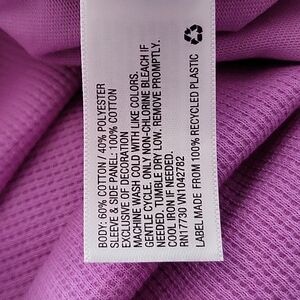 BODY: 60% COTTON / 40% POLYESTER
SLEEVE & SIDE PANEL: 100% COTTON
EXCLUSIVE OF DECORATION
MACHINE WASH COLD WITH LIKE COLORS.
GENTLE CYCLE. ONLY NON-CHLORINE BLEACH IF
NEEDED. TUMBLE DRY LOW. REMOVE PROMPTLY.
COOL IRON IF NEEDED.
RN17730 VN1042782
LABEL MADE FROM 100% RECYCLED PLASTIC